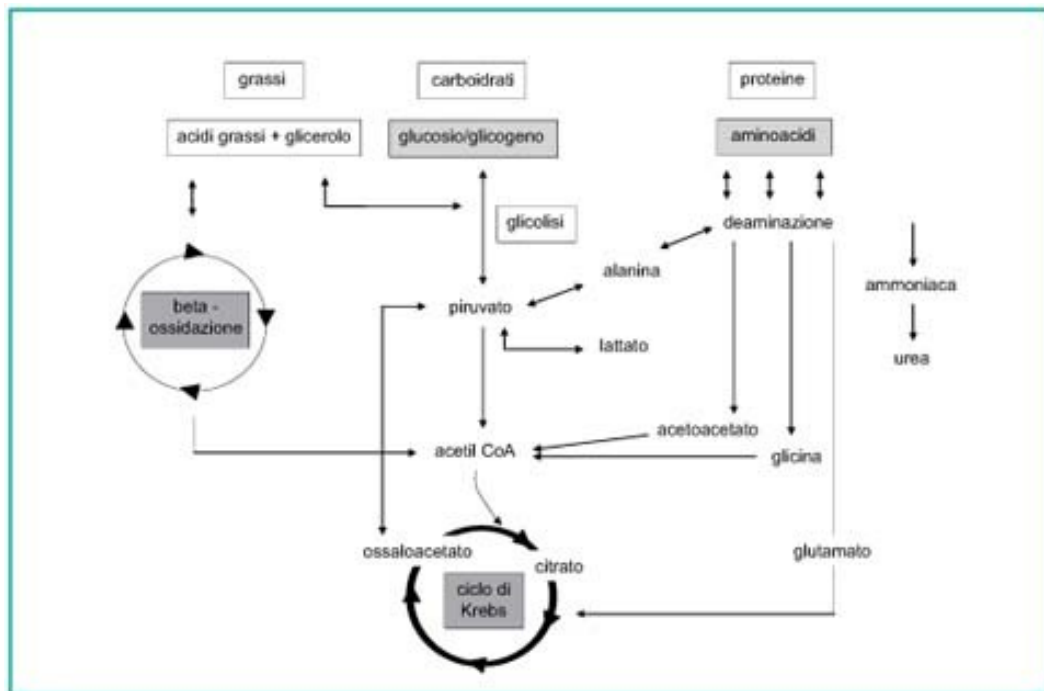 grassi
carboidrati
proteine
acidi grassi + glicerolo
glucosio/glicogeno
aminoacidi
glicolisi
deaminazione
alanina
ammoniaca
beta -
ossidazione
piruvato
lattato
urea
acetoacetato
acetil CoA
glicina
ossaloacetato
citrato
glutamato
ciclo di
Krebs